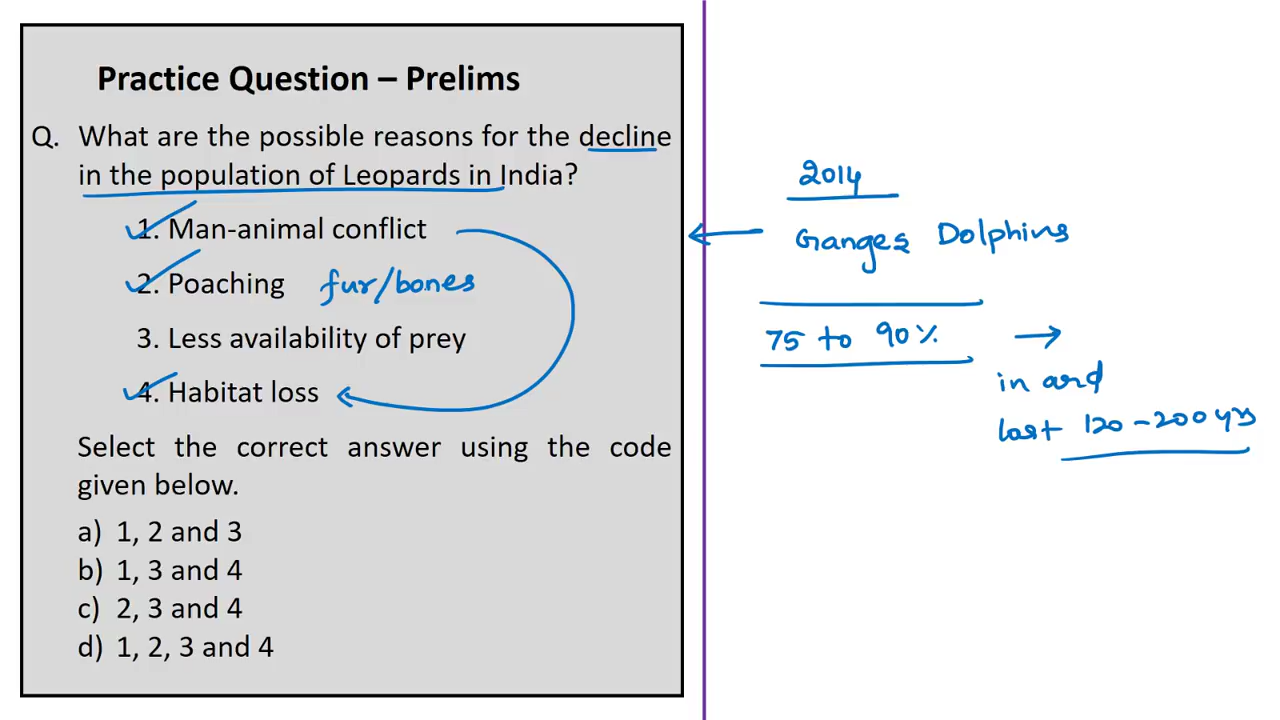 Practice Question – Prelims
Q. What are the possible reasons for the decline
in the population of Leopards in India?
1. Man-animal conflict
2. Poaching fur/bones
3. Less availability of prey
4. Habitat loss
Select the correct answer using the code
given below.
a) 1, 2 and 3
b) 1, 3 and 4
c) 2, 3 and 4
d) 1, 2, 3 and 4
2014
Ganges Dolphins
75 to 90%
in and
last 120-200 yrs